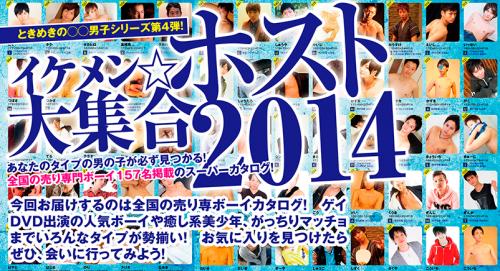 ときめきの○○男子シリーズ第4弾!
イケメン☆ホスト
大集合2014
あなたのタイプの男の子が必ず見つかる!
全国の売り専門ボーイ157名掲載のスーパーカタログ!
今回お届けするのは全国の売り専ボーイカタログ! ゲイ
DVD出演の人気ボーイや癒し系美少年、がっちりマッチョ
までいろんなタイプが勢揃い! お気に入りを見つけたら
ぜひ、会いに行ってみよう!